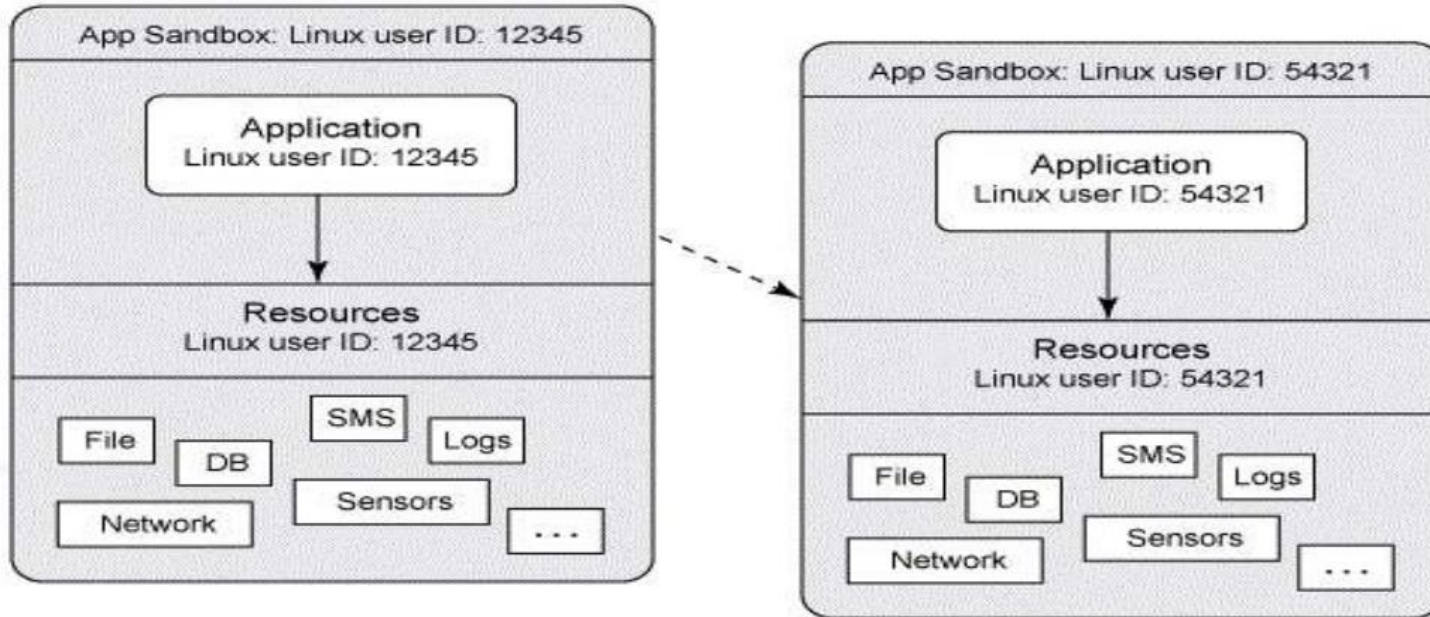 App Sandbox: Linux user ID: 12345
Application
Linux user ID: 12345
Resources
Linux user ID: 12345
File
DB
SMS
Logs
Network
Sensors
...
App Sandbox: Linux user ID: 54321
Application
Linux user ID: 54321
Resources
Linux user ID: 54321
File
DB
SMS
Logs
Network
Sensors
...